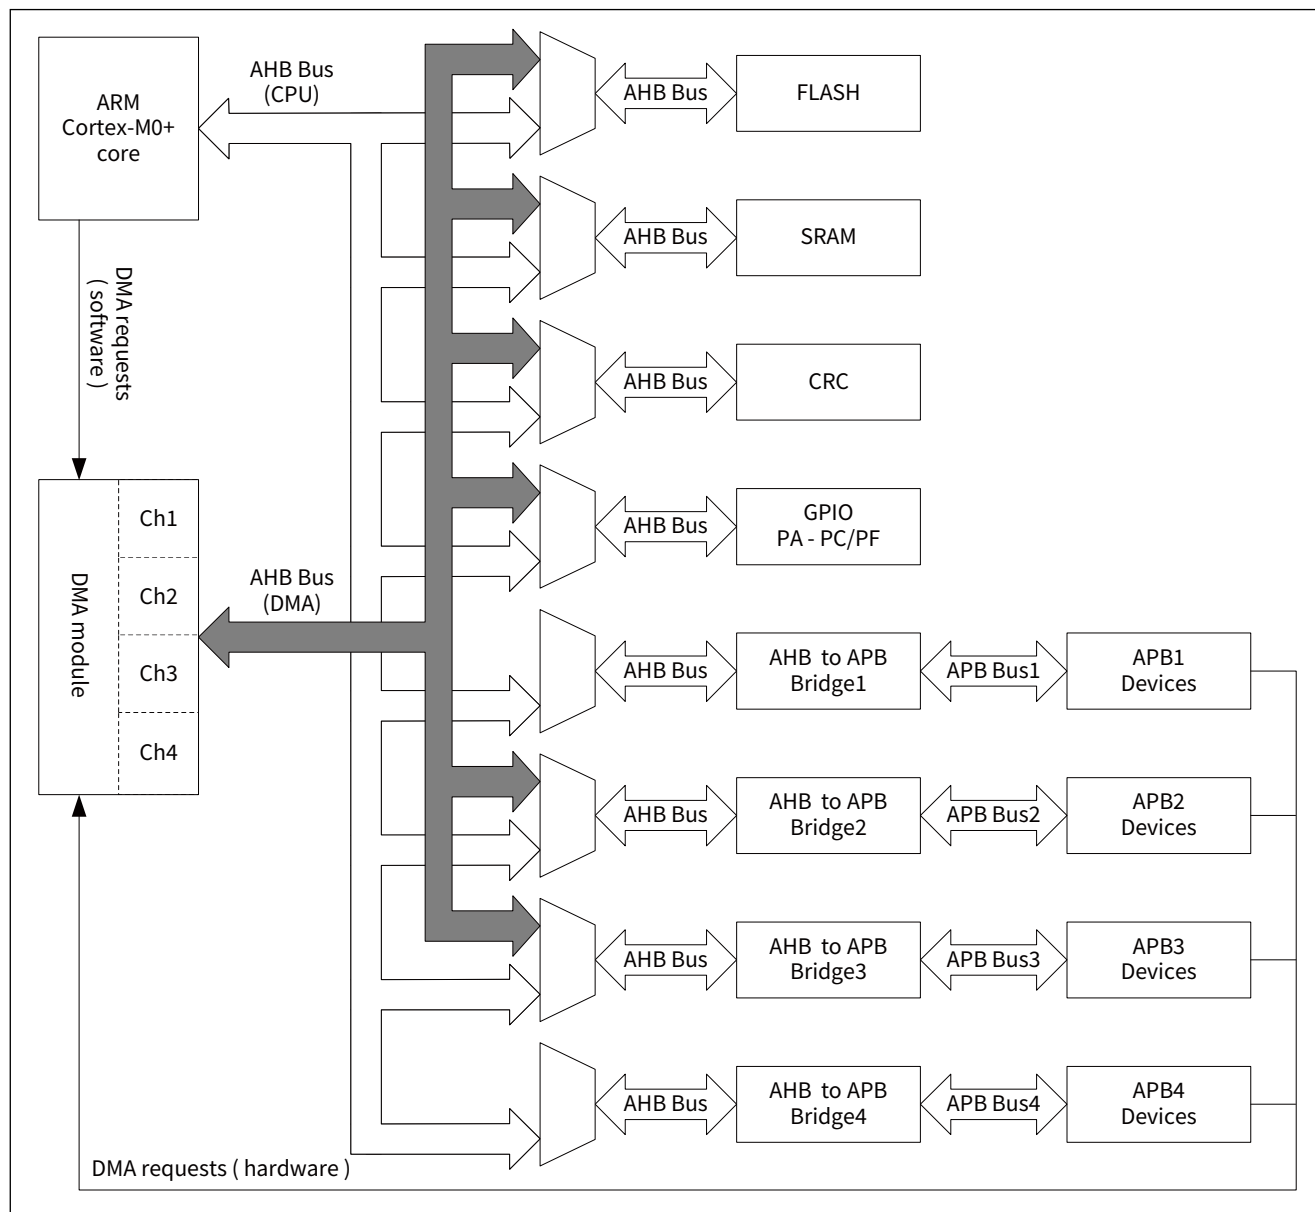 ARM
Cortex-M0+
core
AHB Bus
(CPU)
AHB Bus
FLASH
AHB Bus
SRAM
DMA requests
( software )
AHB Bus
CRC
AHB Bus
GPIO
PA - PC/PF
DMA module
Ch1
Ch2
Ch3
Ch4
AHB Bus
(DMA)
AHB Bus
AHB to APB
Bridge1
APB Bus1
APB1
Devices
AHB Bus
AHB to APB
Bridge2
APB Bus2
APB2
Devices
AHB Bus
AHB to APB
Bridge3
APB Bus3
APB3
Devices
AHB Bus
AHB to APB
Bridge4
APB Bus4
APB4
Devices
DMA requests ( hardware )